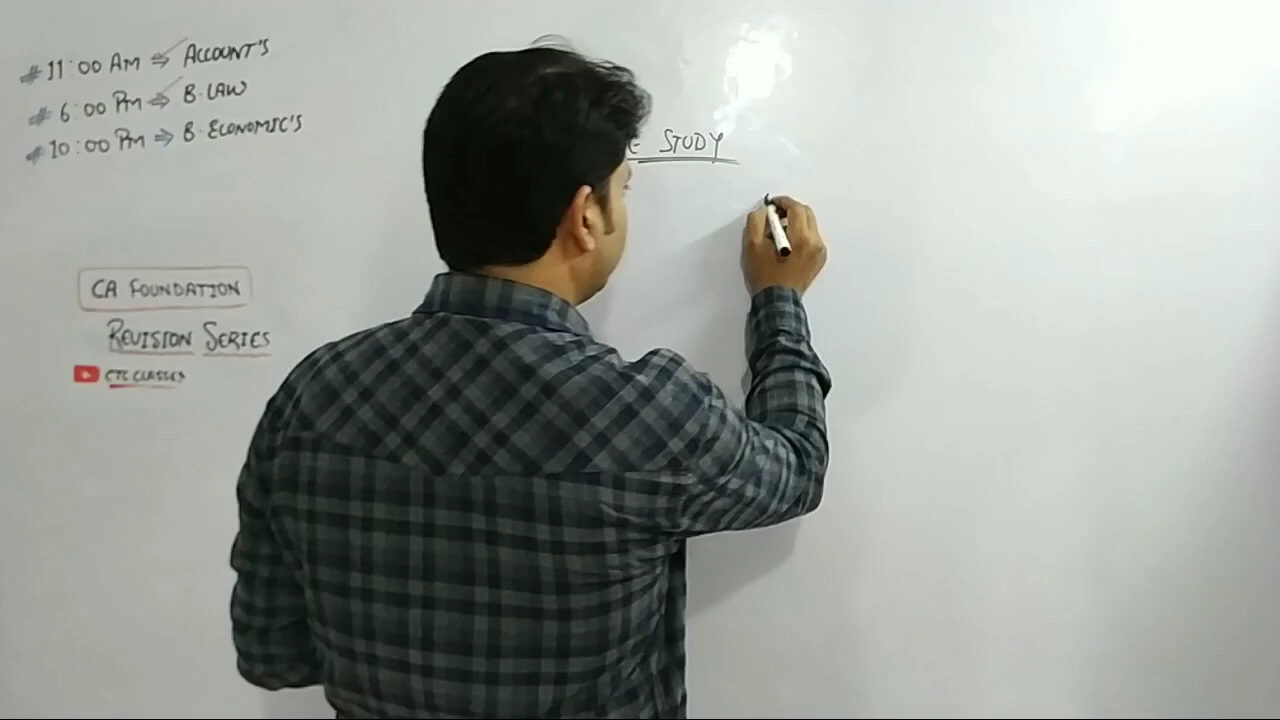 # 11:00 AM ⇒ ACCOUNT'S
# 6:00 PM ⇒ B.LAW
# 10:00 PM ⇒ B.ECONOMIC'S
E STUDY
CA FOUNDATION
REVISION SERIES
CTC CLASSES